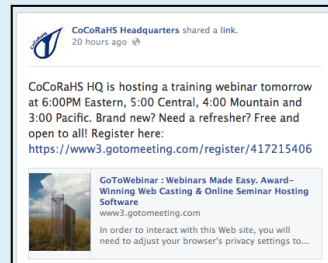 CoCoRaHS Headquarters shared a link.
20 hours ago
CoCoRaHS HQ is hosting a training webinar tomorrow
at 6:00PM Eastern, 5:00 Central, 4:00 Mountain and
3:00 Pacific. Brand new? Need a refresher? Free and
open to all! Register here:
https://www3.gotomeeting.com/register/417215406
GoToWebinar : Webinars Made Easy. Award-
Winning Web Casting & Online Seminar Hosting
Software
www3.gotomeeting.com
In order to interact with this Web site, you will
need to adjust your browser's privacy settings to...